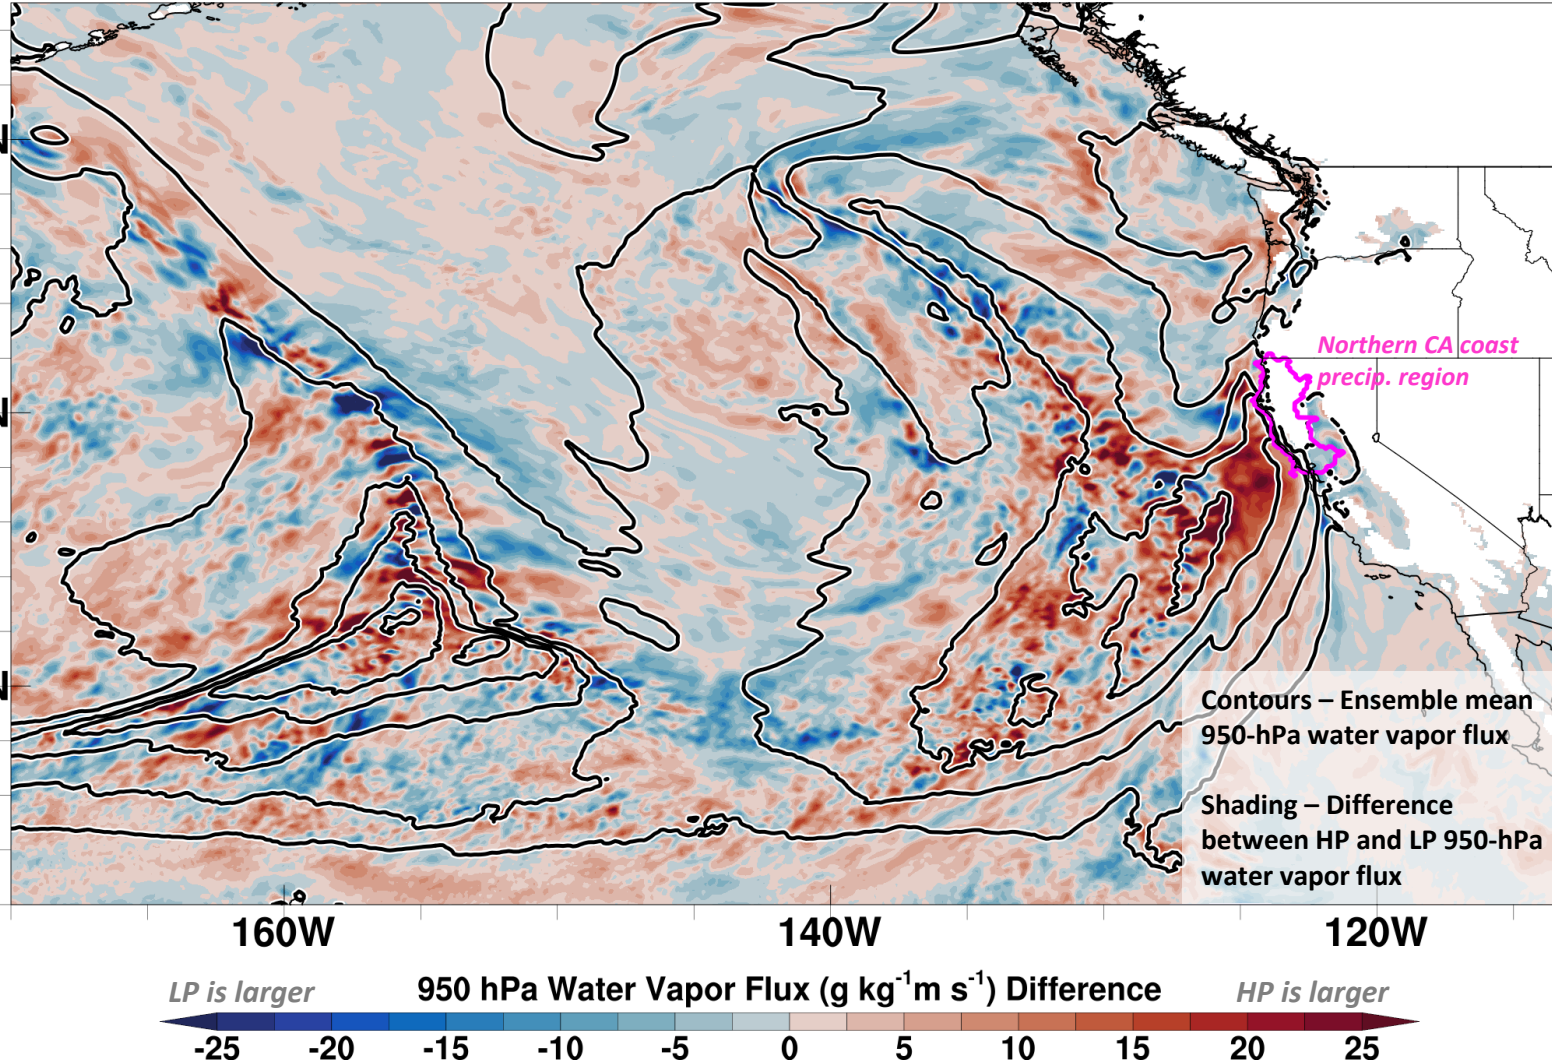 Northern CA coast
precip. region
N
N
N
Contours – Ensemble mean
950-hPa water vapor flux
Shading – Difference
between HP and LP 950-hPa
water vapor flux
160W 140W 120W
LP is larger 950 hPa Water Vapor Flux (g kg⁻¹m s⁻¹) Difference HP is larger
-25 -20 -15 -10 -5 0 5 10 15 20 25